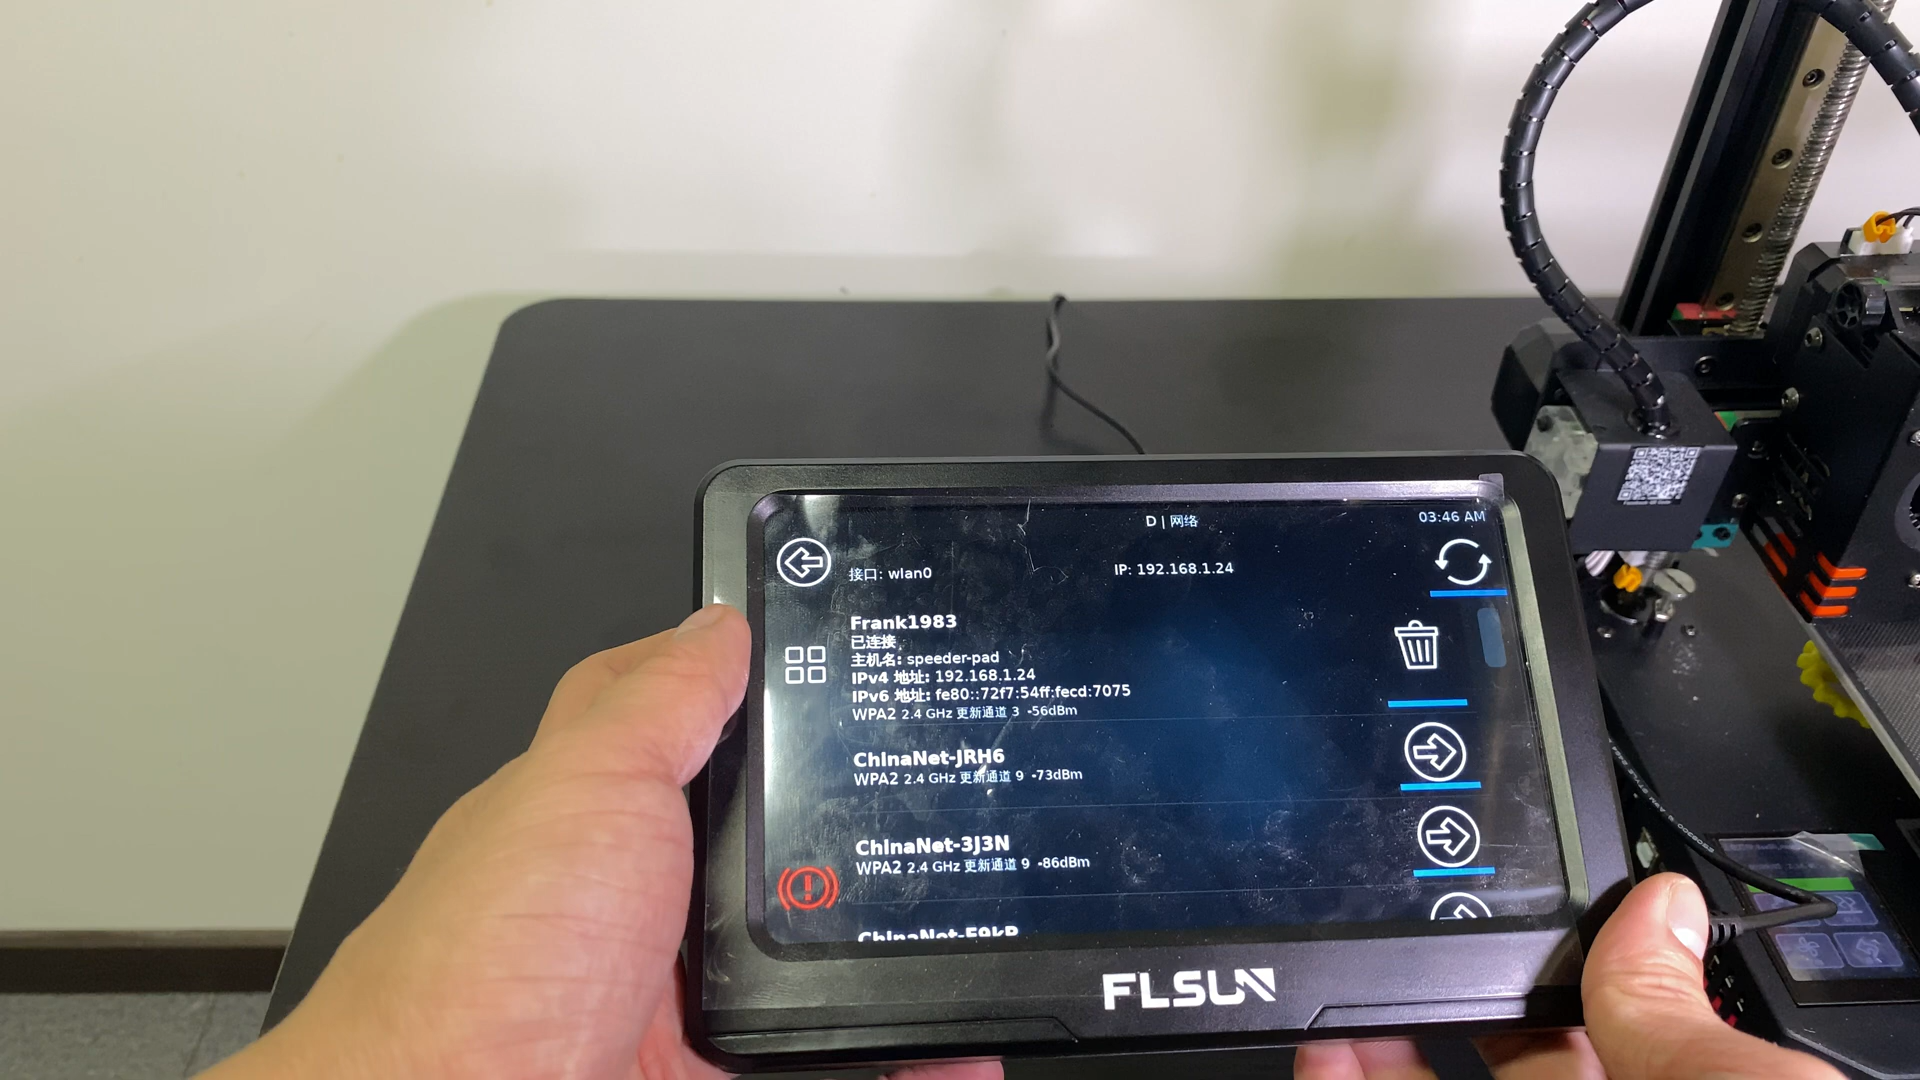 D | 网络
03:46 AM
接口: wlan0
IP: 192.168.1.24
Frank1983
已连接
主机名: speeder-pad
IPv4 地址: 192.168.1.24
IPv6 地址: fe80::72f7:54ff:fecd:7075
WPA2 2.4 GHz 更新通道 3 -56dBm
ChinaNet-JRH6
WPA2 2.4 GHz 更新通道 9 -73dBm
ChinaNet-3J3N
WPA2 2.4 GHz 更新通道 9 -86dBm
FLSUN